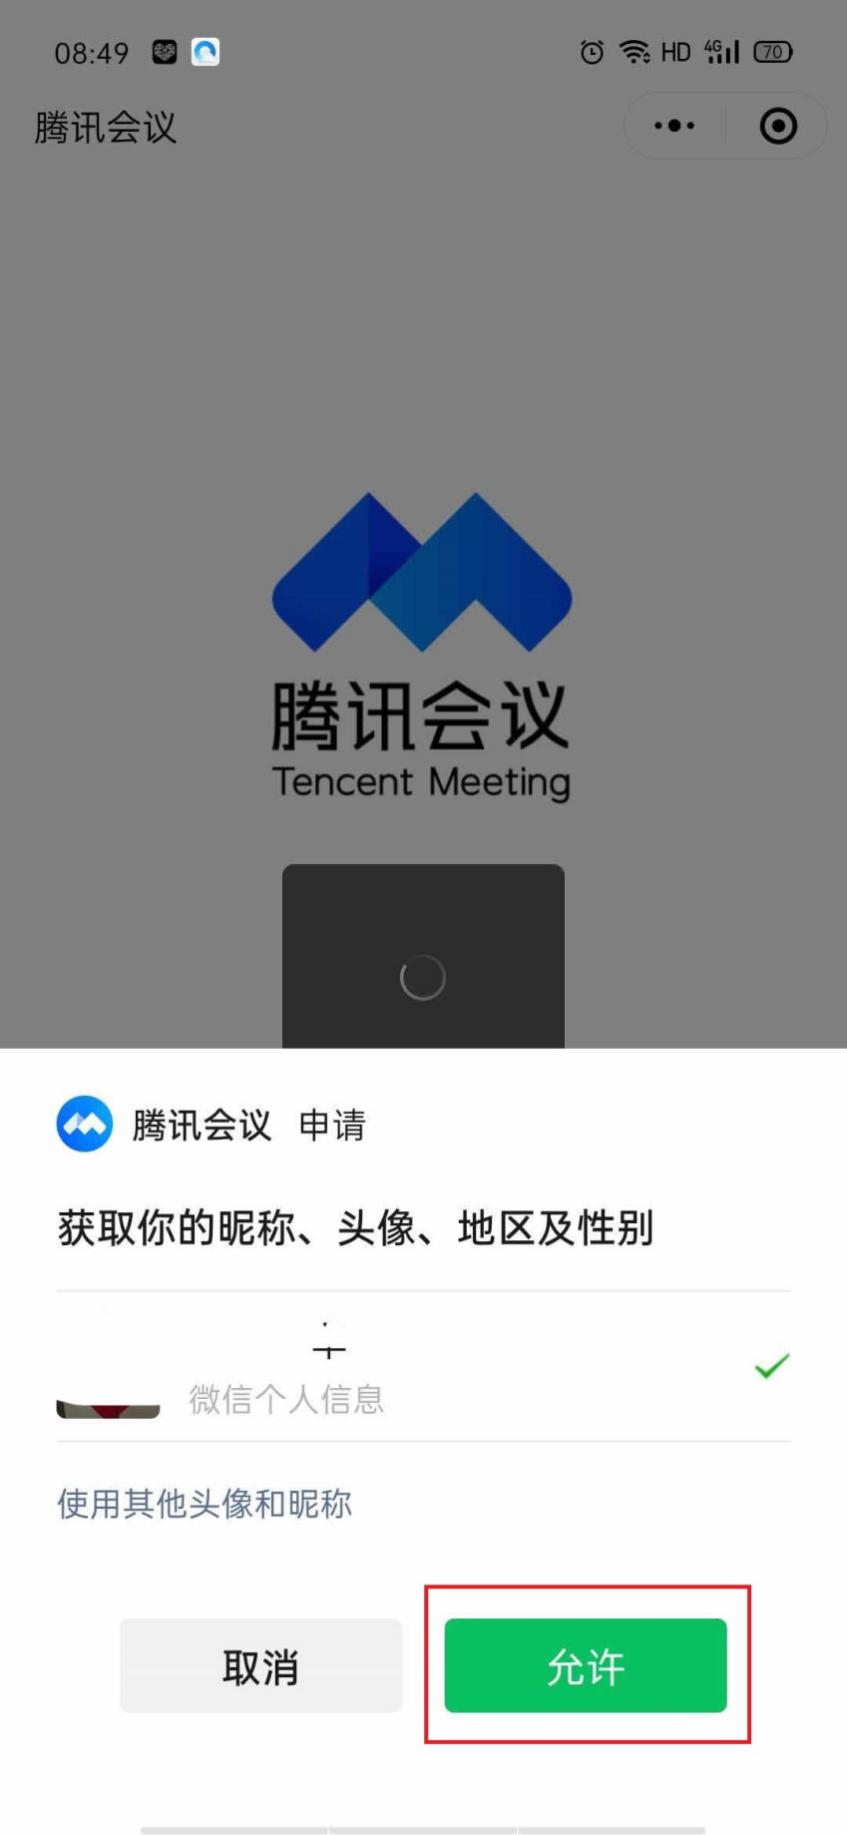 08:49 HD 4G 70
腾讯会议
腾讯会议
Tencent Meeting
腾讯会议 申请
获取你的昵称、头像、地区及性别
微信个人信息
使用其他头像和昵称
取消 允许